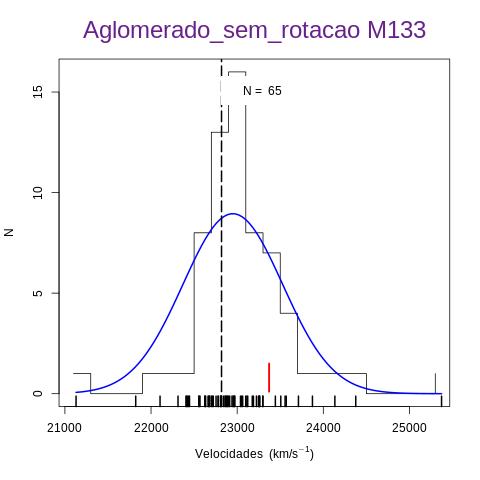 Aglomerado_sem_rotacao M133
N = 65
N
15
10
5
0
21000 22000 23000 24000 25000
Velocidades (km/s⁻¹)